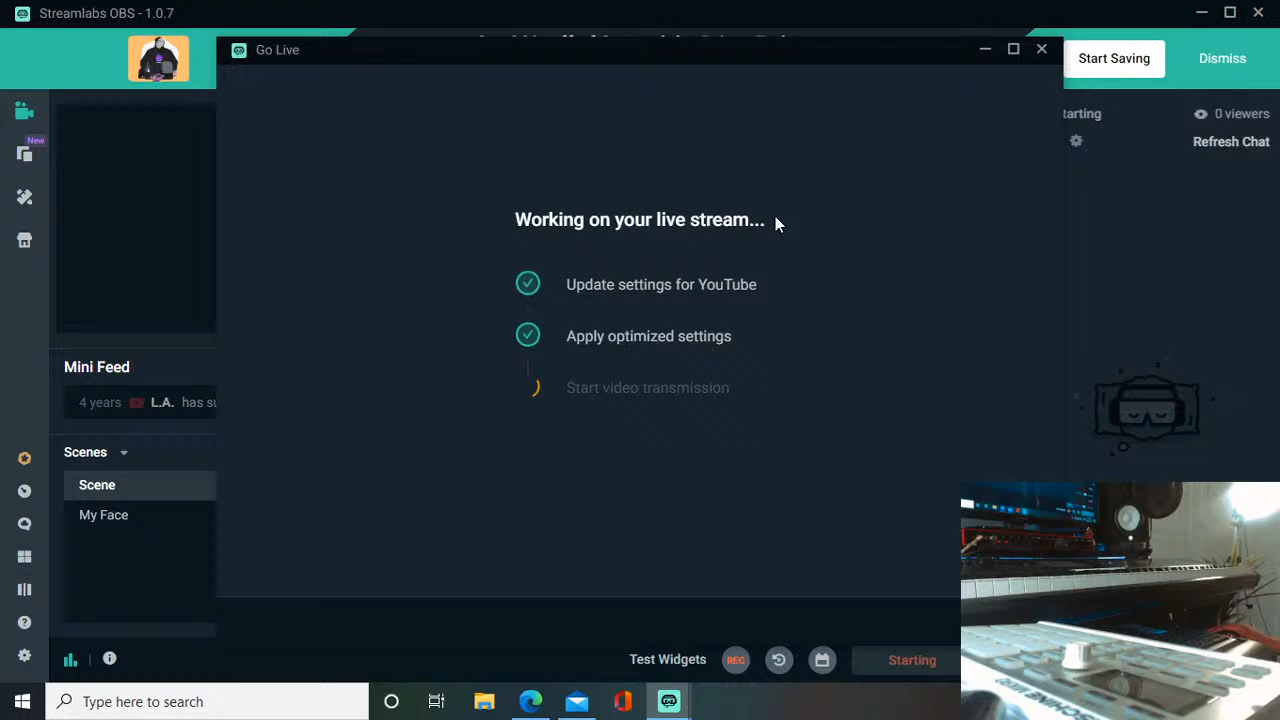 Streamlabs OBS - 1.0.7
Go Live
Start Saving
Dismiss
tarting
0 viewers
New
Refresh Chat
Working on your live stream...
Update settings for YouTube
Apply optimized settings
Start video transmission
Mini Feed
4 years L.A. has su
Scenes
Scene
My Face
Test Widgets
REC
Starting
Type here to search